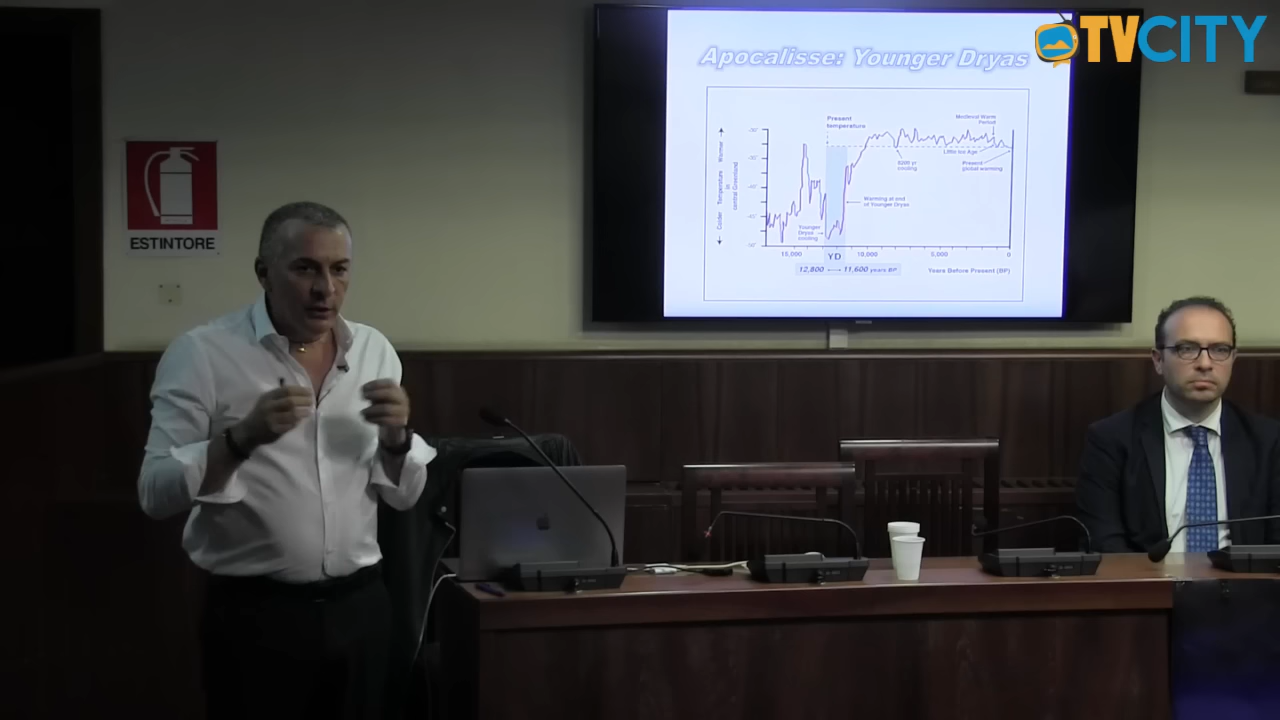 TVCITY
Apocalisse: Younger Dryas
Present
temperature
Medieval Warm
Period
Little Ice Age
8200 yr
cooling
Present
global warming
Warming at end
of Younger Dryas
Younger
Dryas
cooling
Colder Temperature Warmer
in
central Greenland
15,000
YD
10,000
5,000
0
12,800 ⟷ 11,600 years BP
Years Before Present (BP)
ESTINTORE